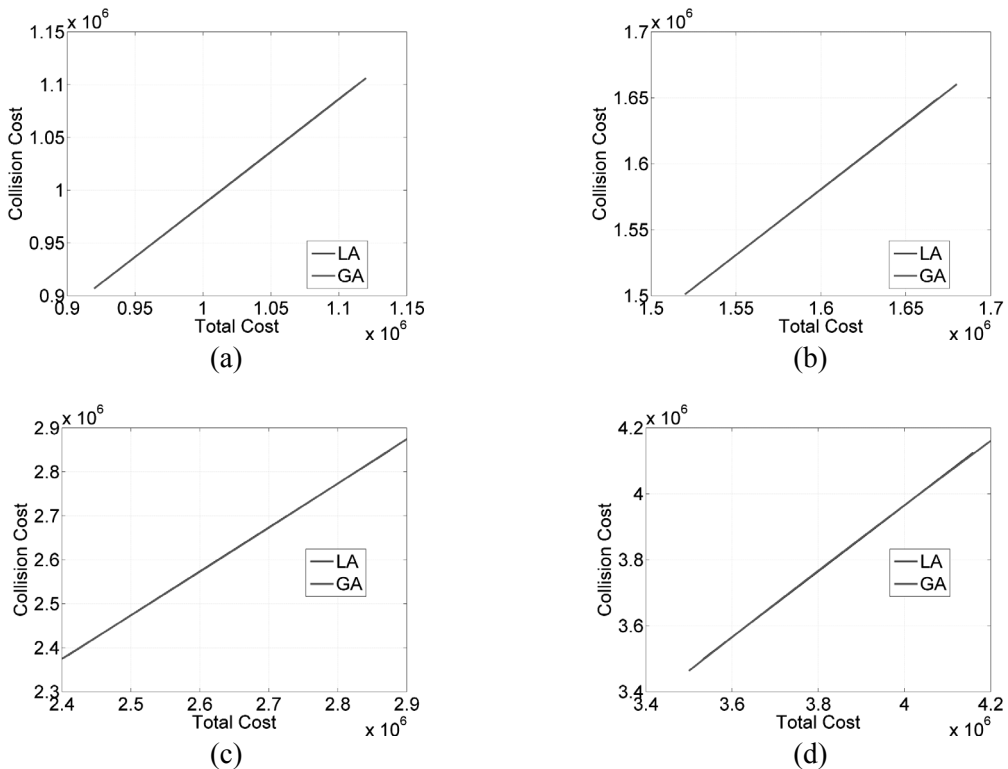 x 10^6
1.15
1.1
1.05
1
0.95
0.9
Collision Cost
LA
GA
0.9 0.95 1 1.05 1.1 1.15
Total Cost
x 10^6
(a)
x 10^6
1.7
1.65
1.6
1.55
1.5
Collision Cost
LA
GA
1.5 1.55 1.6 1.65 1.7
Total Cost
x 10^6
(b)
x 10^6
2.9
2.8
2.7
2.6
2.5
2.4
2.3
Collision Cost
LA
GA
2.4 2.5 2.6 2.7 2.8 2.9
Total Cost
x 10^6
(c)
x 10^6
4.2
4
3.8
3.6
3.4
Collision Cost
LA
GA
3.4 3.6 3.8 4 4.2
Total Cost
x 10^6
(d)